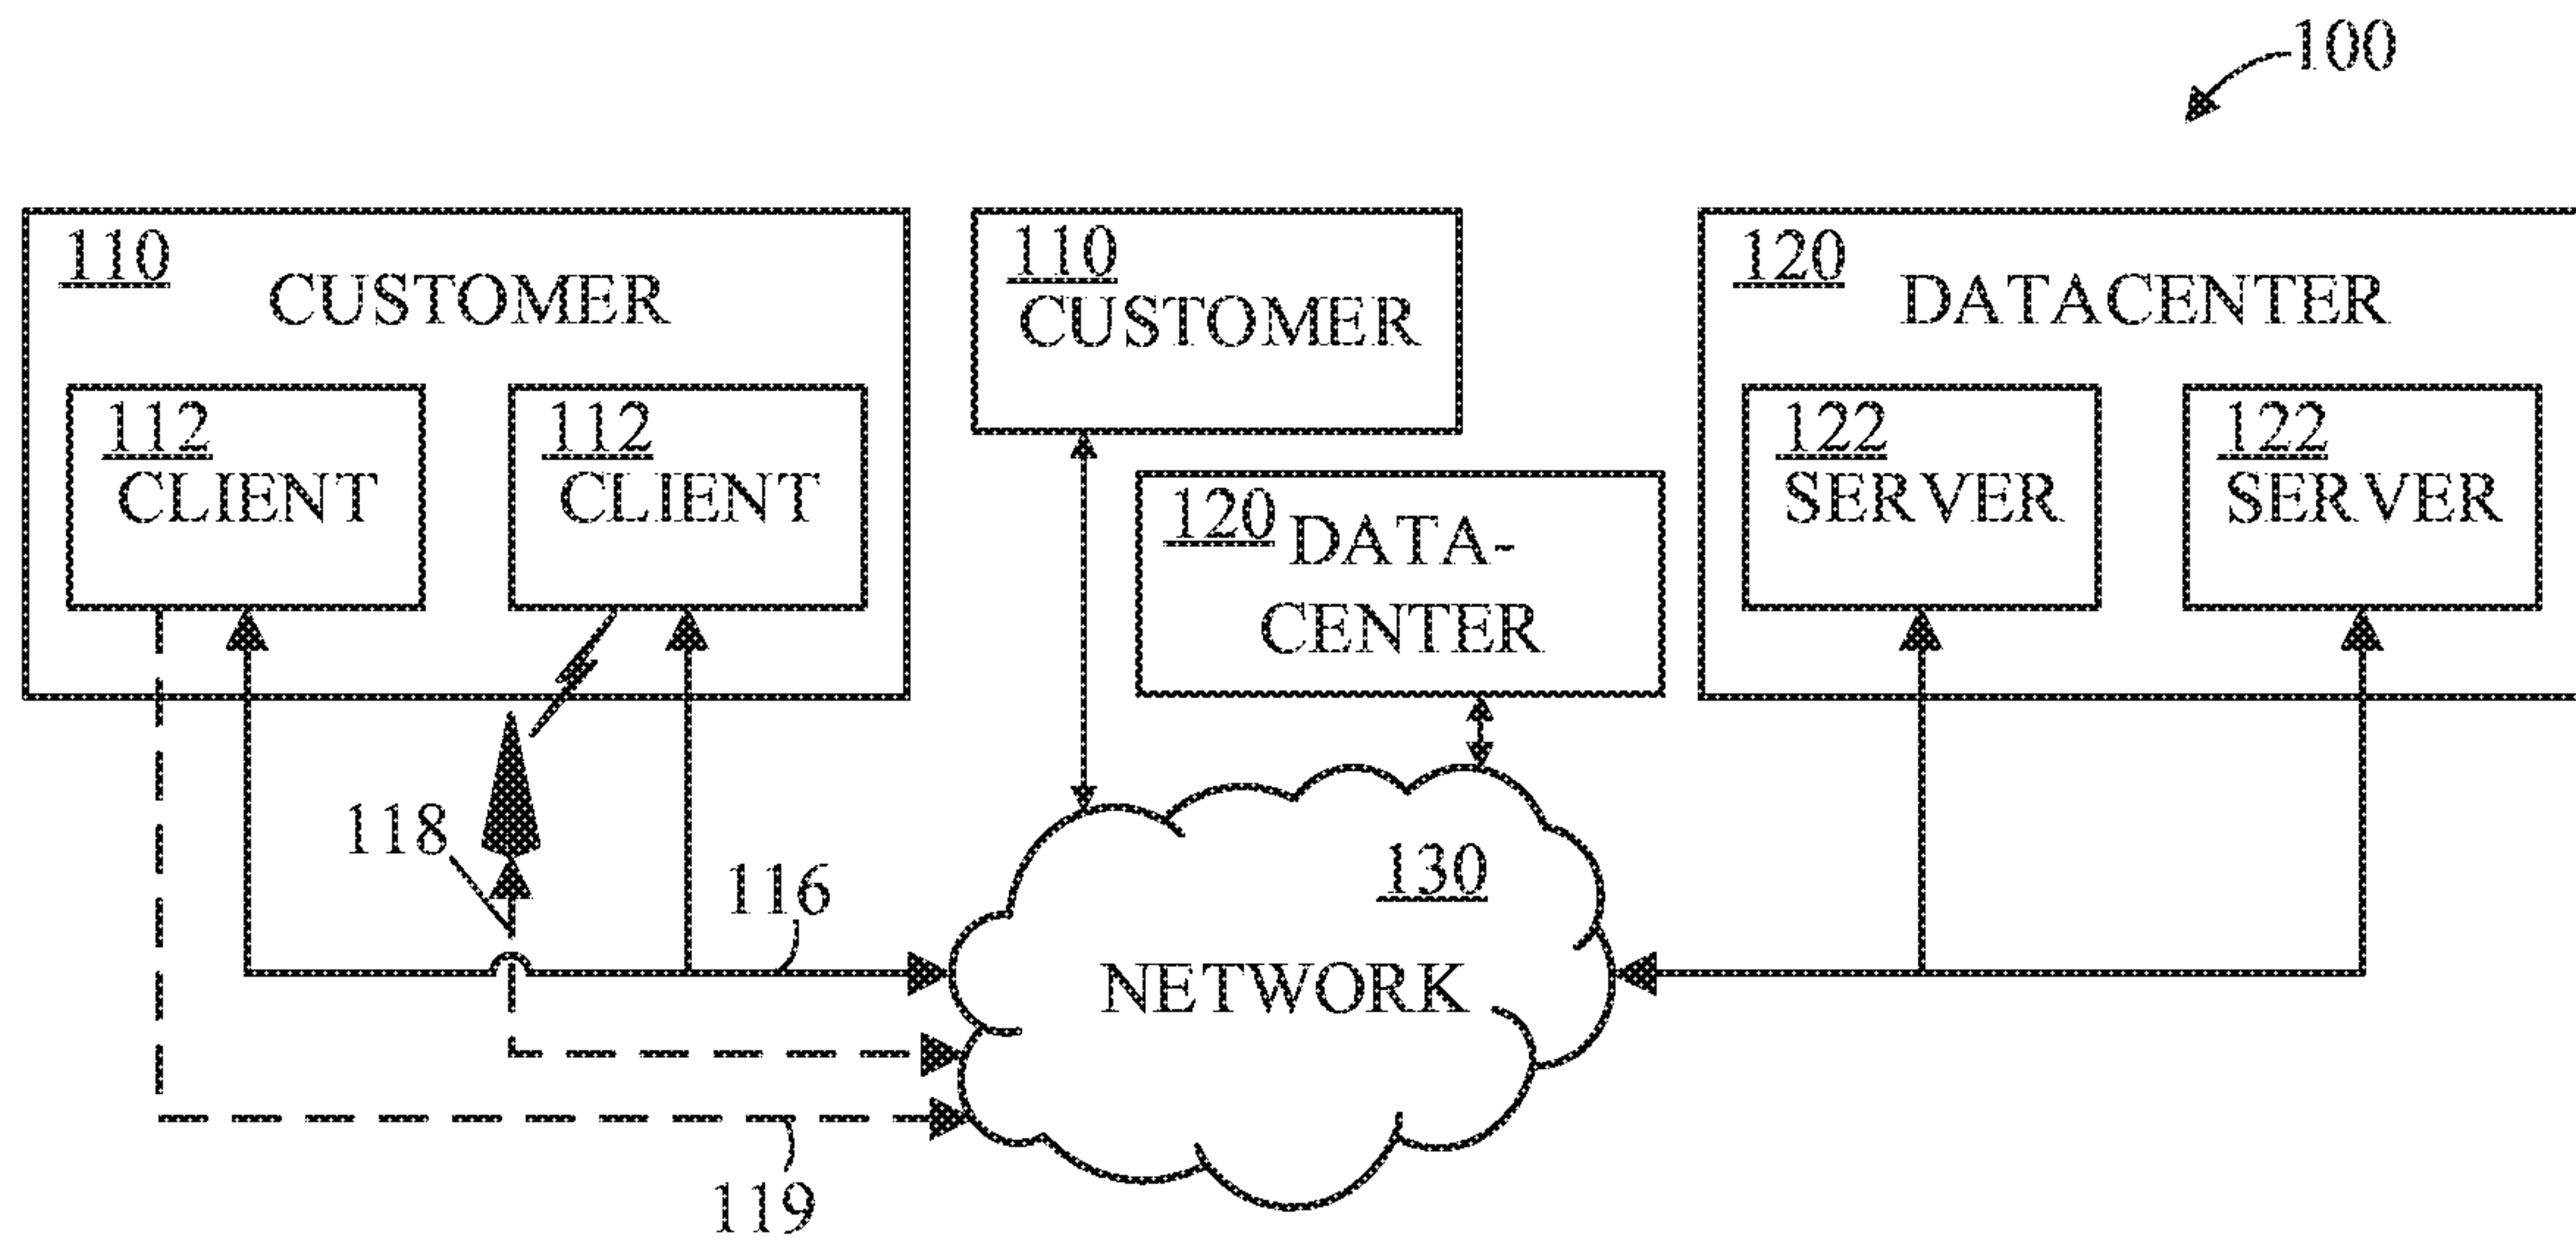 100
110
CUSTOMER
112
CLIENT
112
CLIENT
110
CUSTOMER
120
DATA-
CENTER
120
DATACENTER
122
SERVER
122
SERVER
118
116
130
NETWORK
119